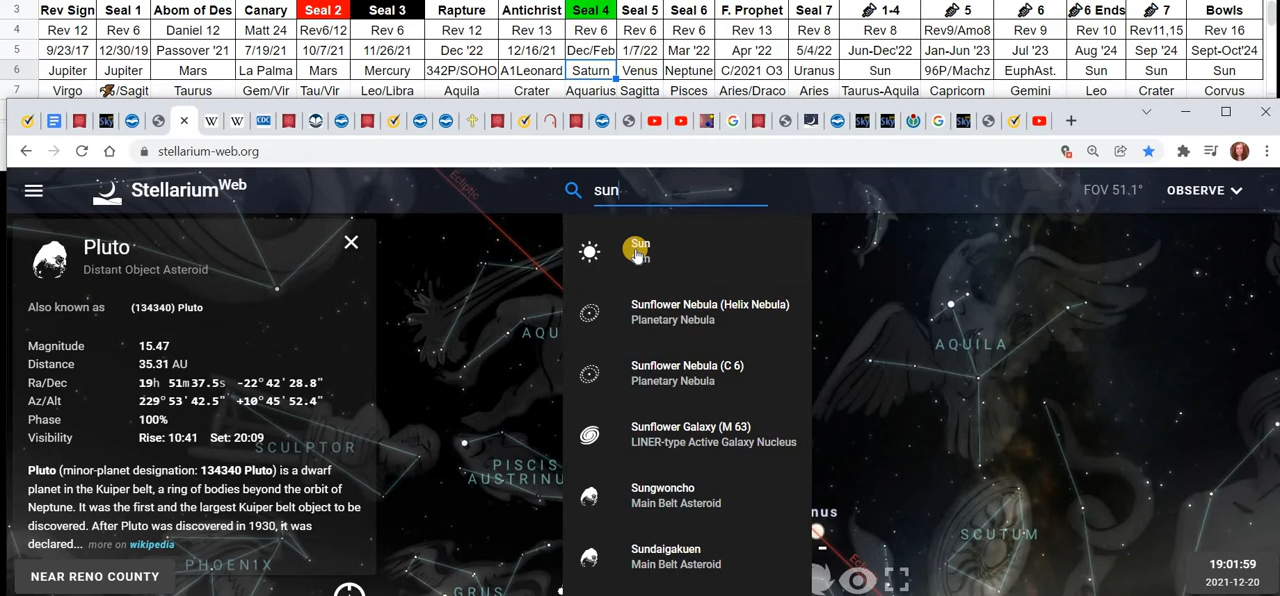 3 Rev Sign Seal 1 Abom of Des Canary Seal 2 Seal 3 Rapture Antichrist Seal 4 Seal 5 Seal 6 F. Prophet Seal 7 1-4 5 6 6 Ends 7 Bowls
4 Rev 12 Rev 6 Daniel 12 Matt 24 Rev6/12 Rev 6 Rev 12 Rev 13 Rev 6 Rev 6 Rev 6 Rev 13 Rev 8 Rev 8 Rev9/Amo8 Rev 9 Rev 10 Rev11,15 Rev 16
5 9/23/17 12/30/19 Passover '21 7/19/21 10/7/21 11/26/21 Dec '22 12/16/21 Dec/Feb 1/7/22 Mar '22 Apr '22 5/4/22 Jun-Dec'22 Jan-Jun '23 Jul '23 Aug '24 Sep '24 Sept-Oct'24
6 Jupiter Jupiter Mars La Palma Mars Mercury 342P/SOHO A1Leonard Saturn Venus Neptune C/2021 O3 Uranus Sun 96P/Machz EuphAst. Sun Sun Sun
7 Virgo /Sagit Taurus Gem/Vir Tau/Vir Leo/Libra Aquila Crater Aquarius Sagitta Pisces Aries/Draco Aries Taurus-Aquila Capricorn Gemini Leo Crater Corvus
stellarium-web.org
StellariumWeb
sun
FOV 51.1°
OBSERVE
Ecliptic
Pluto
Distant Object Asteroid
Also known as (134340) Pluto
Magnitude 15.47
Distance 35.31 AU
Ra/Dec 19h 51m37.5s -22°42'28.8"
Az/Alt 229°53'42.5" +10°45'52.4"
Phase 100%
Visibility Rise: 10:41 Set: 20:09
Pluto (minor-planet designation: 134340 Pluto) is a dwarf
planet in the Kuiper belt, a ring of bodies beyond the orbit of
Neptune. It was the first and the largest Kuiper belt object to be
discovered. After Pluto was discovered in 1930, it was
declared... more on wikipedia
NEAR RENO COUNTY
Sun
Sunflower Nebula (Helix Nebula)
Planetary Nebula
Sunflower Nebula (C 6)
Planetary Nebula
Sunflower Galaxy (M 63)
LINER-type Active Galaxy Nucleus
Sungwoncho
Main Belt Asteroid
Sundaigakuen
Main Belt Asteroid
AQU
SCULPTOR
PISCIS
AUSTRINU
PHOENIX
GRUS
AQUILA
SCUTUM
nus
19:01:59
2021-12-20